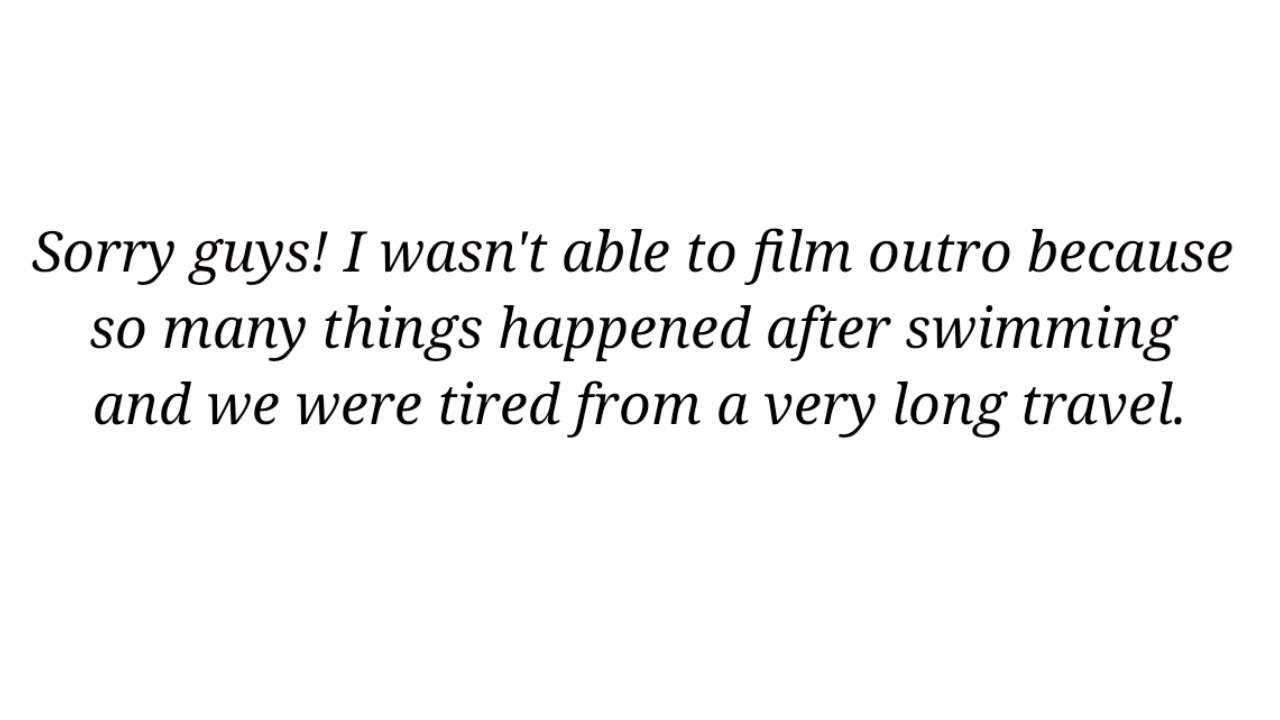 Sorry guys! I wasn't able to film outro because
so many things happened after swimming
and we were tired from a very long travel.